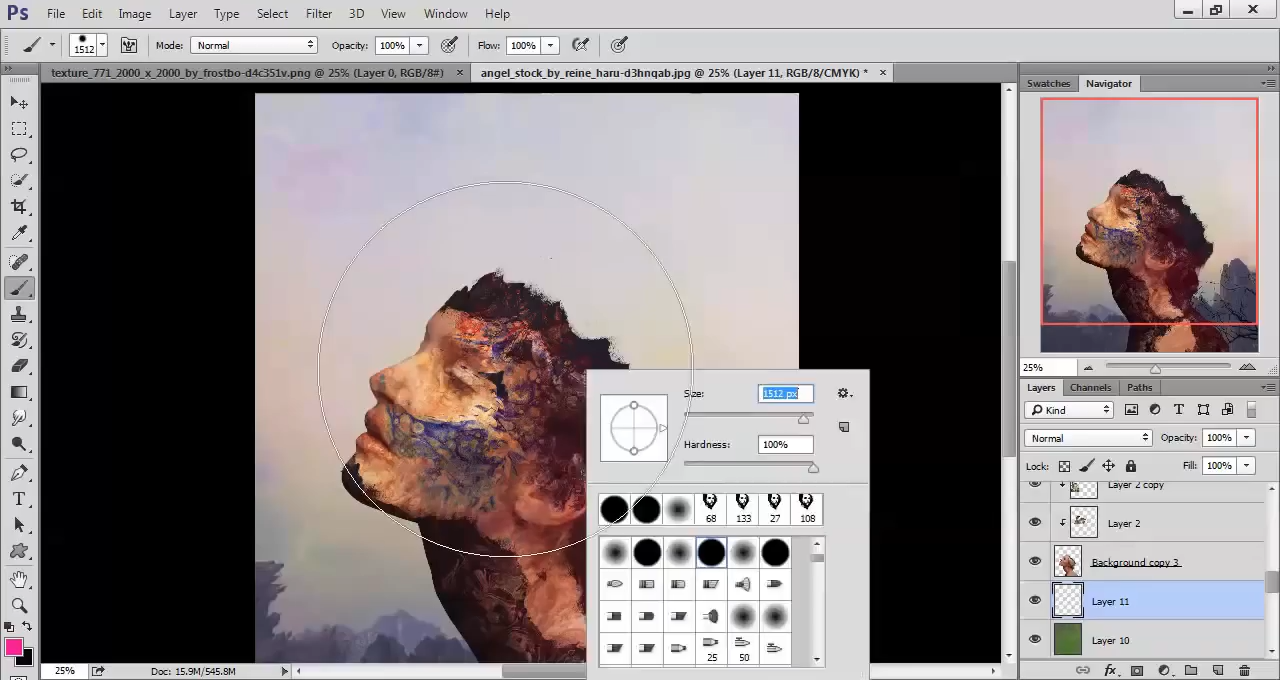 Ps File Edit Image Layer Type Select Filter 3D View Window Help
1512 Mode: Normal Opacity: 100% Flow: 100%
texture_771_2000_x_2000_by_frostbo-d4c351v.png @ 25% (Layer 0, RGB/8#) × angel_stock_by_reine_haru-d3hnqab.jpg @ 25% (Layer 11, RGB/8/CMYK) * ×
Swatches Navigator
25%
Layers Channels Paths
Kind
Normal Opacity: 100%
Lock: Fill: 100%
Layer 2 copy
Layer 2
Background copy 3
Layer 11
Layer 10
Size: 1512 px
Hardness: 100%
68 133 27 108
25 50
T
25% Doc: 15.9M/545.8M